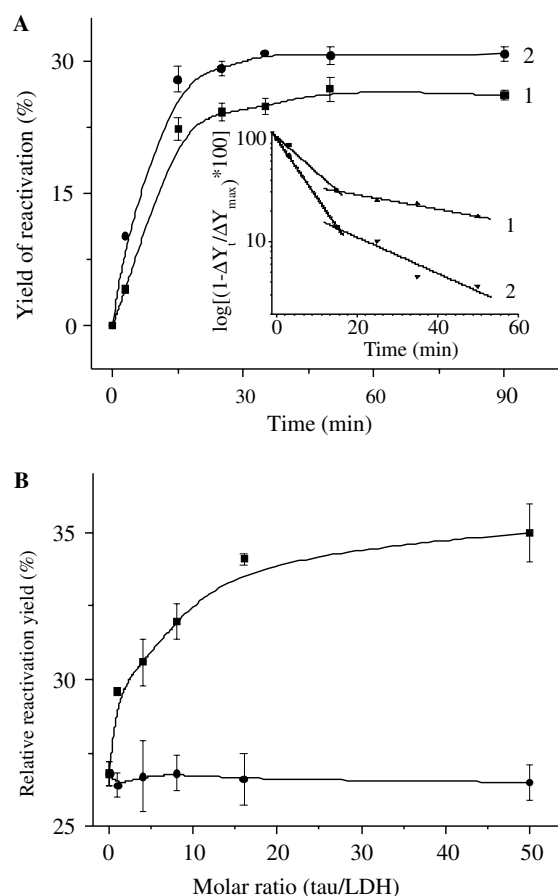 A
Yield of reactivation (%)
30
15
0
2
1
log[(1-ΔYt/ΔYmax)*100]
100
10
1
2
0 20 40 60
Time (min)
0 30 60 90
Time (min)
B
Relative reactivation yield (%)
35
30
25
0 10 20 30 40 50
Molar ratio (tau/LDH)